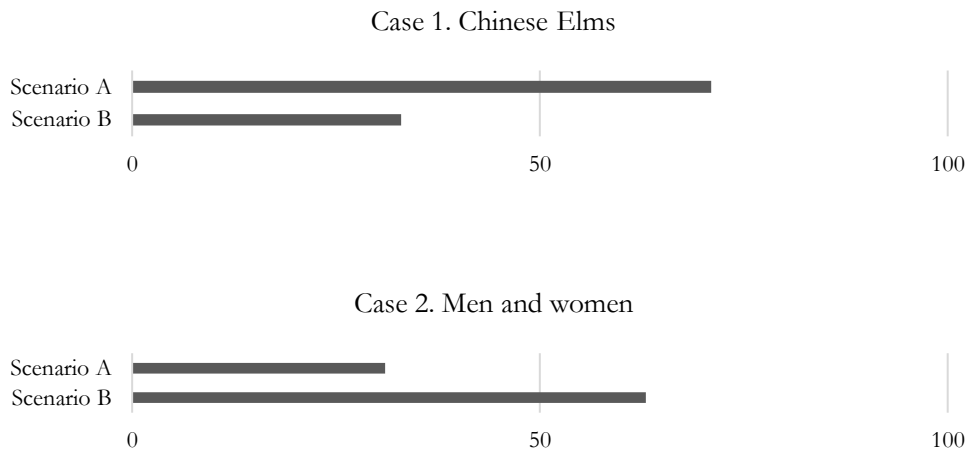 Case 1. Chinese Elms
Scenario A
Scenario B
0 50 100
Case 2. Men and women
Scenario A
Scenario B
0 50 100